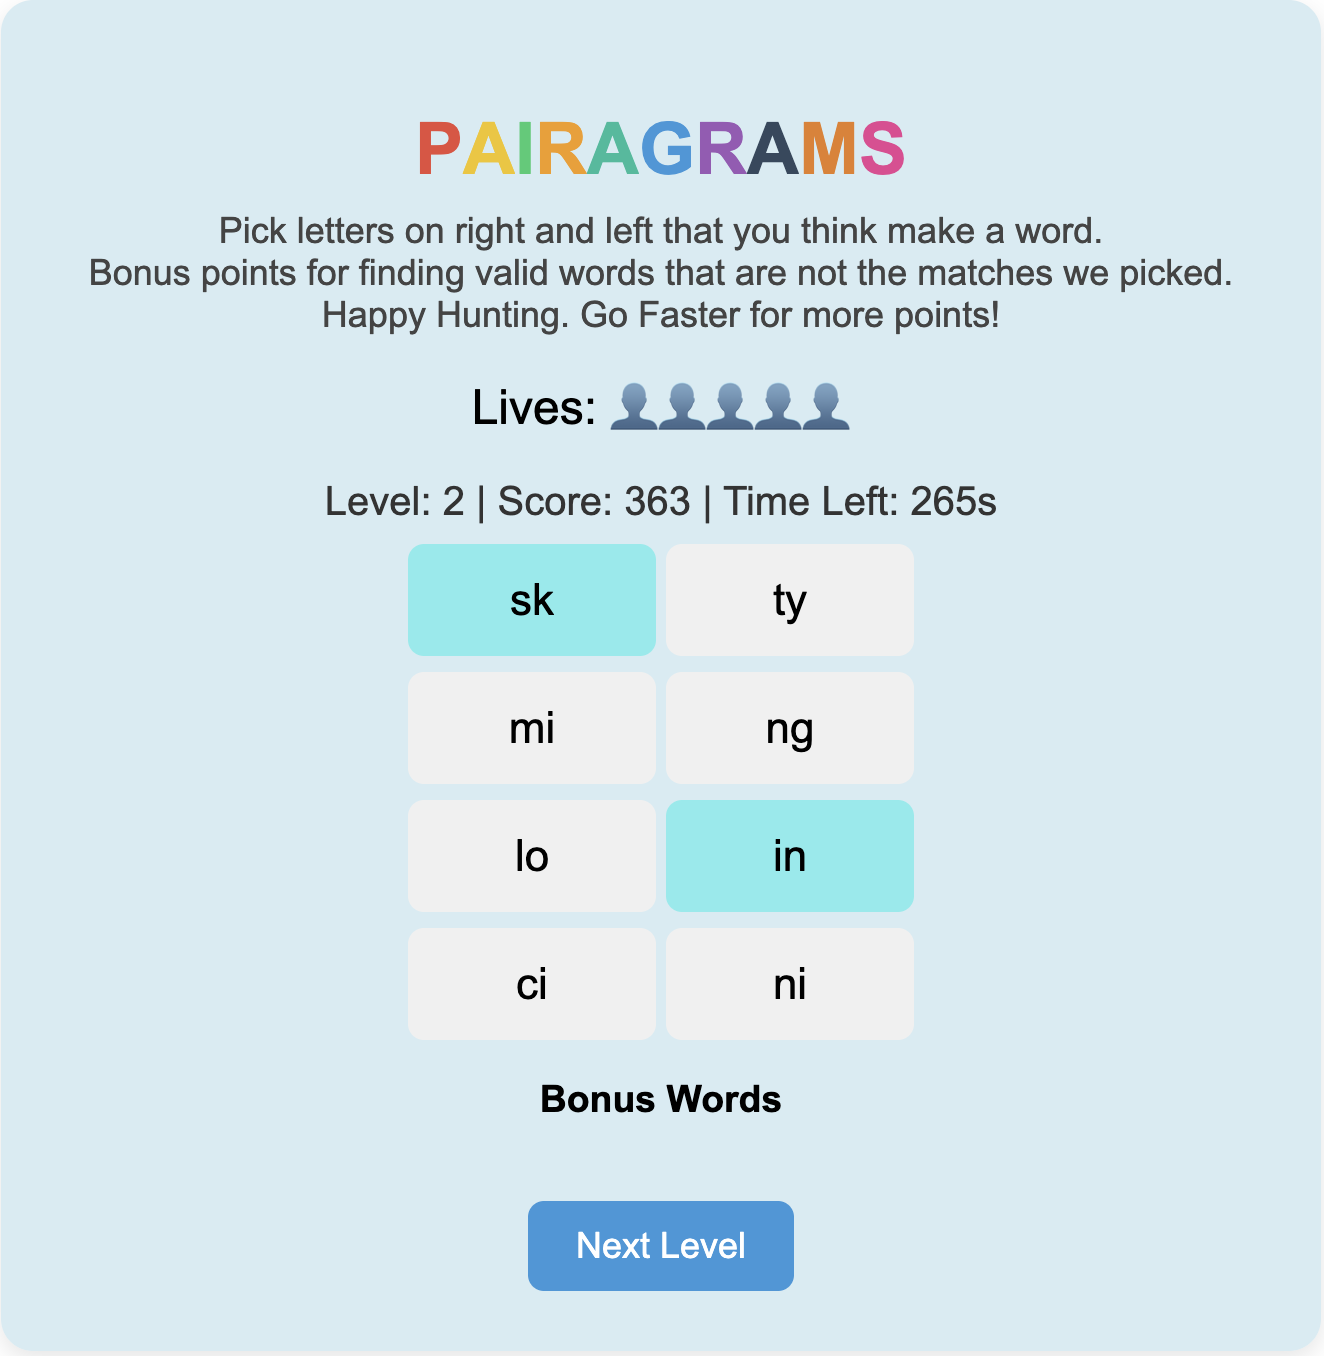 PAIRAGRAMS
Pick letters on right and left that you think make a word.
Bonus points for finding valid words that are not the matches we picked.
Happy Hunting. Go Faster for more points!
Lives:
Level: 2 | Score: 363 | Time Left: 265s
sk ty
mi ng
lo in
ci ni
Bonus Words
Next Level